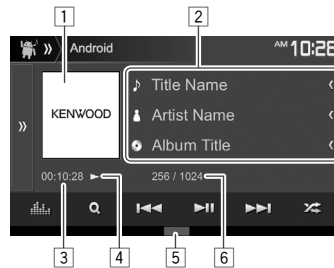 1 2
Android AM 10:28
Title Name
KENWOOD
Artist Name
Album Title
00:10:28 256 / 1024
3 4 5 6